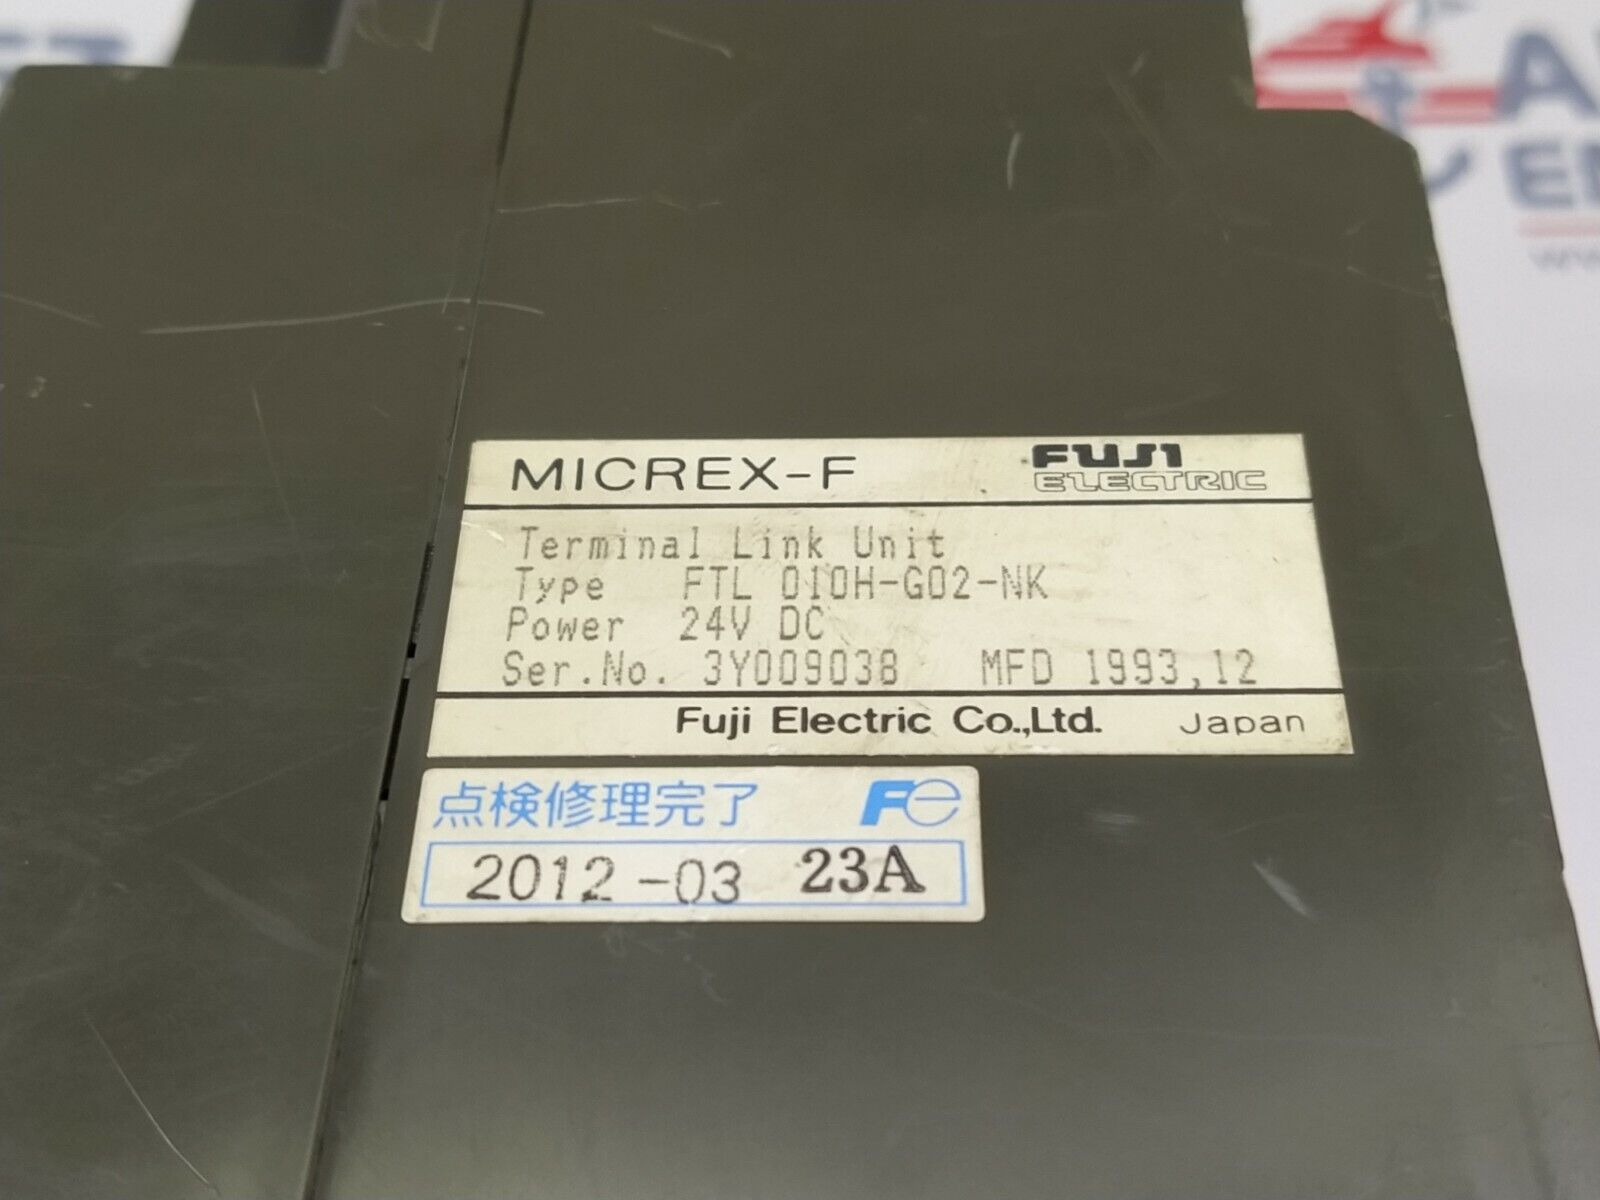 MICREX-F
FUJI
ELECTRIC
Terminal Link Unit
Type FTL 010H-G02-NK
Power 24V DC
Ser.No. 3Y009038 MFD 1993,12
Fuji Electric Co.,Ltd. Japan
点検修理完了 Fe
2012-03 23A